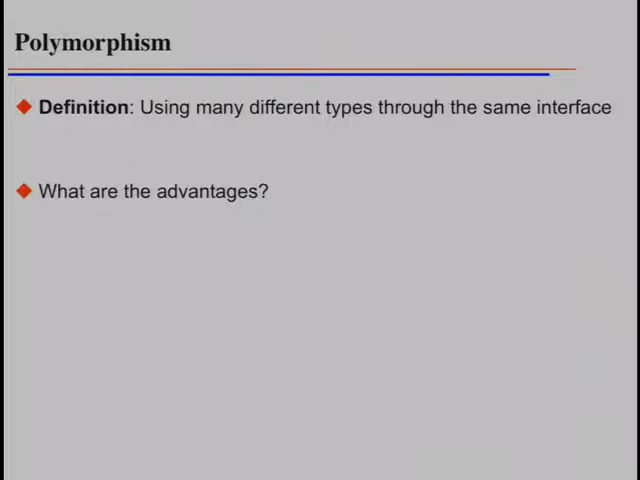 Polymorphism
Definition: Using many different types through the same interface
What are the advantages?